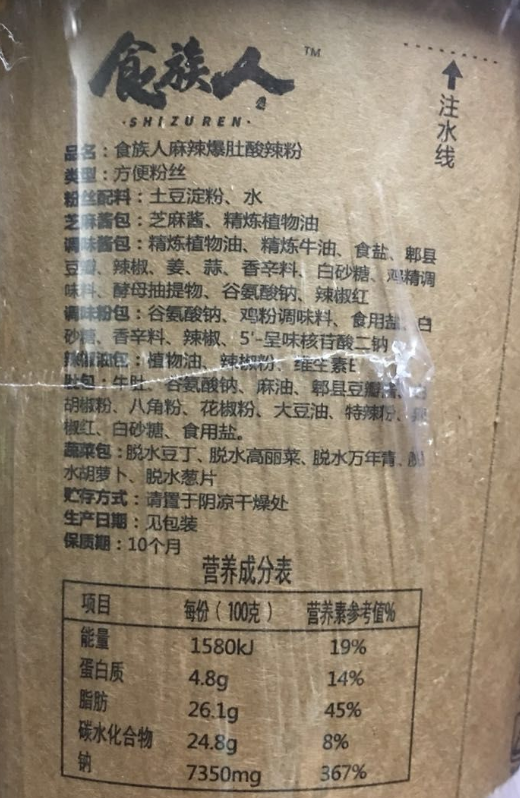 食族人 TM
·SHIZUREN·
注水线
品名：食族人麻辣爆肚酸辣粉
类型：方便粉丝
粉丝配料：土豆淀粉、水
芝麻酱包：芝麻酱、精炼植物油
调味酱包：精炼植物油、精炼牛油、食盐、郫县
豆瓣、辣椒、姜、蒜、香辛料、白砂糖、鸡精调
味料、酵母抽提物、谷氨酸钠、辣椒红
调味粉包：谷氨酸钠、鸡粉调味料、食用盐、白
砂糖、香辛料、辣椒、5'-呈味核苷酸二钠
辣椒油包：植物油、辣椒粉、维生素E
肚包：牛肚、谷氨酸钠、麻油、郫县豆瓣
胡椒粉、八角粉、花椒粉、大豆油、特辣粉、
椒红、白砂糖、食用盐。
蔬菜包：脱水豆丁、脱水高丽菜、脱水万年青、脱
水胡萝卜、脱水葱片
贮存方式：请置于阴凉干燥处
生产日期：见包装
保质期：10个月
营养成分表
项目 每份（100克） 营养素参考值%
能量 1580kJ 19%
蛋白质 4.8g 14%
脂肪 26.1g 45%
碳水化合物 24.8g 8%
钠 7350mg 367%